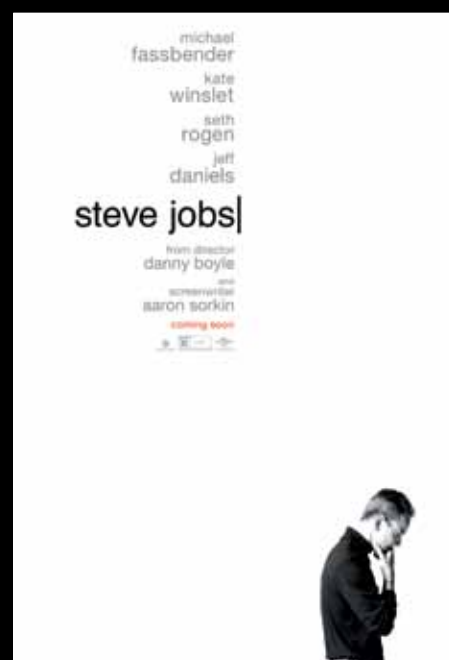 michael
fassbender
kate
winslet
seth
rogen
jeff
daniels
steve jobs|
from director
danny boyle
and
screenwriter
aaron sorkin
coming soon